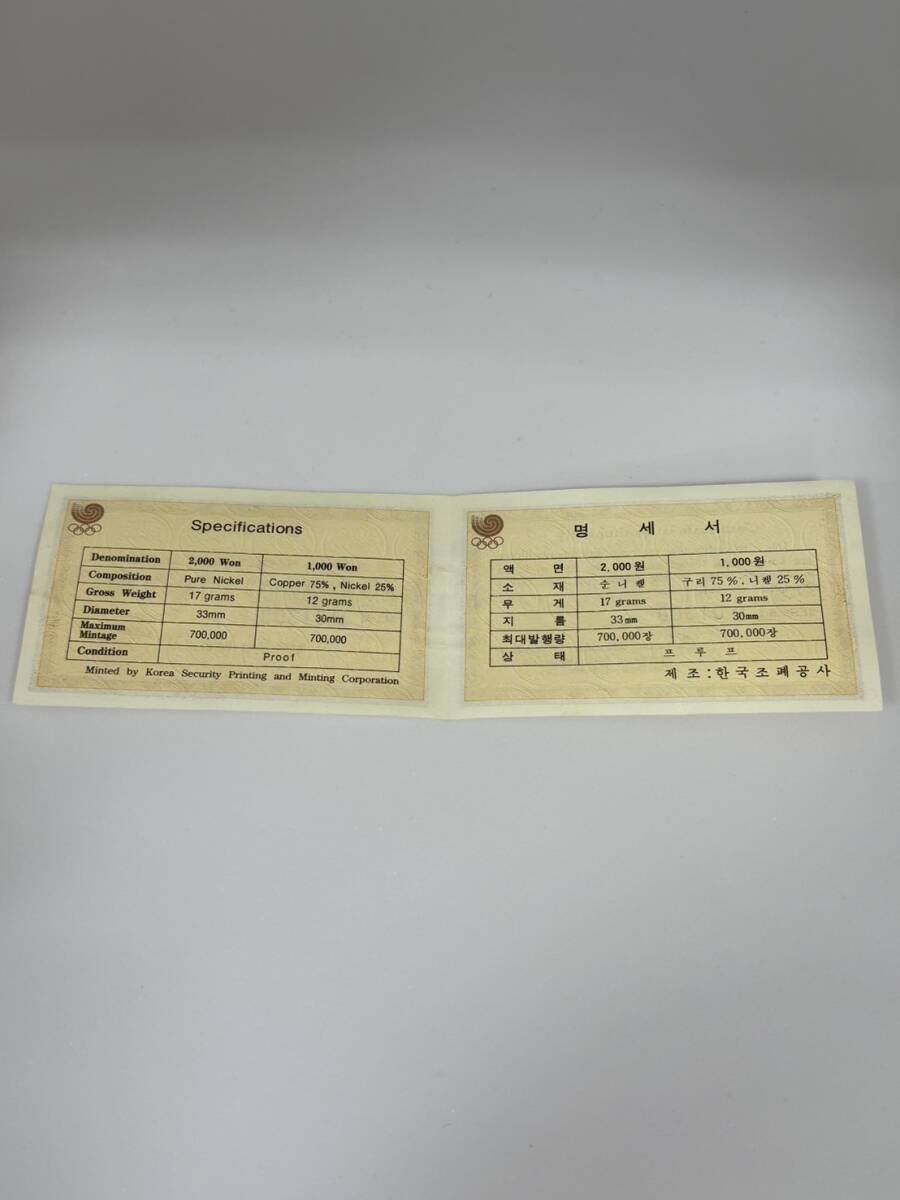 Specifications
Denomination 2,000 Won 1,000 Won
Composition Pure Nickel Copper 75%, Nickel 25%
Gross Weight 17 grams 12 grams
Diameter 33mm 30mm
Maximum
Mintage 700,000 700,000
Condition Proof
Minted by Korea Security Printing and Minting Corporation
명 세 서
액 면 2,000원 1,000원
소 재 순 니 켈 구 리 75%, 니 켈 25%
무 게 17 grams 12 grams
지 름 33mm 30mm
최대발행량 700,000장 700,000장
상 태 프 루 프
제 조 : 한국조폐공사